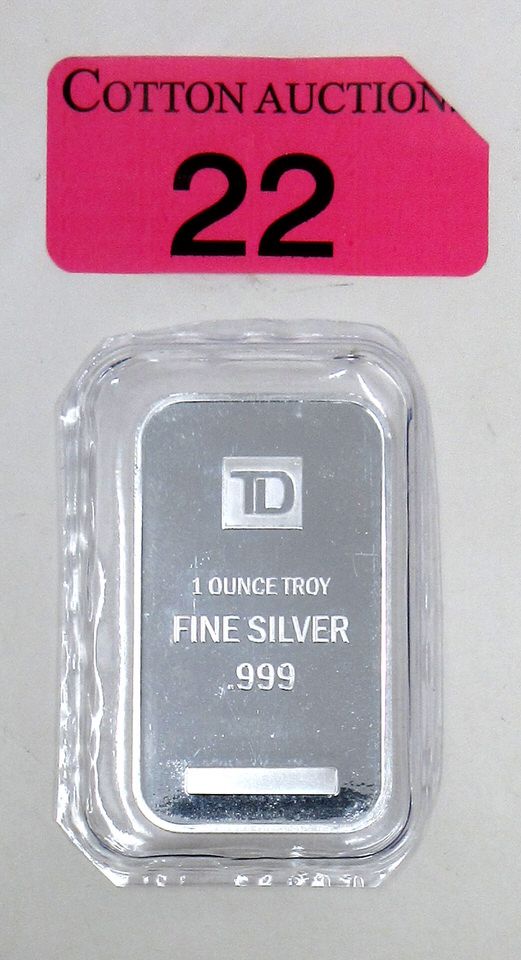 COTTON AUCTION
22
TD
1 OUNCE TROY
FINE SILVER
.999